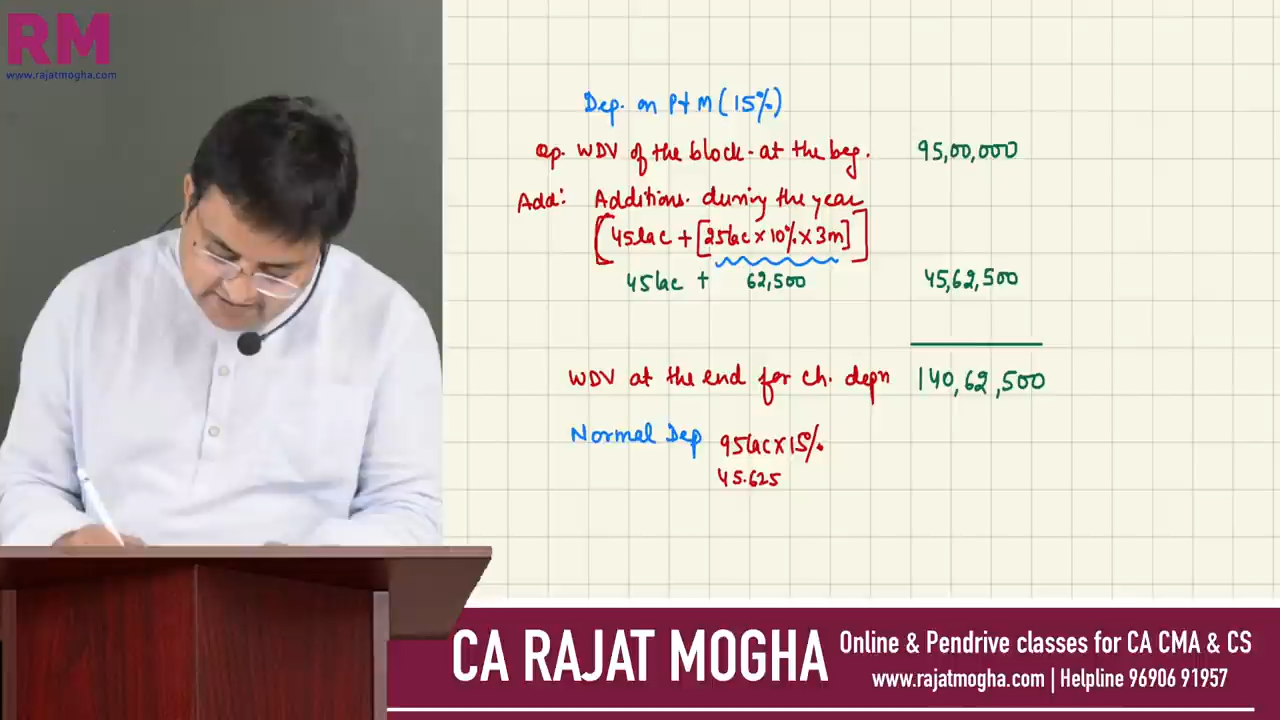 RM
www.rajatmogha.com
Dep. on P+M (15%)
Op. WDV of the block at the beg. 95,00,000
Add: Additions during the year
[45lac + [25lac×10%×3m]]
45lac + 62,500 45,62,500
WDV at the end for ch. depn 140,62,500
Normal Dep 95lac×15%
45.625
CA RAJAT MOGHA
Online & Pendrive classes for CA CMA & CS
www.rajatmogha.com | Helpline 96906 91957